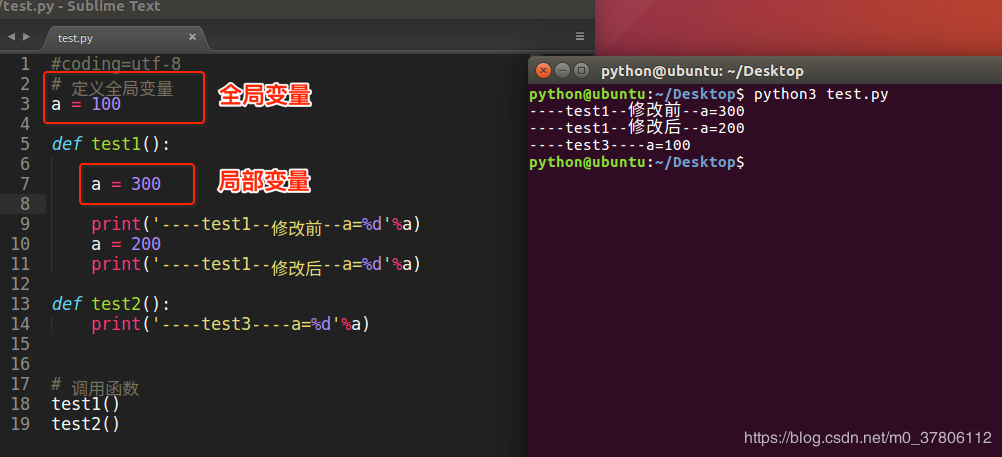 /test.py - Sublime Text
test.py
1 #coding=utf-8
2 # 定义全局变量
3 a = 100
全局变量
4
5 def test1():
6
7 a = 300
局部变量
8
9 print('----test1--修改前--a=%d'%a)
10 a = 200
11 print('----test1--修改后--a=%d'%a)
12
13 def test2():
14 print('----test3----a=%d'%a)
15
16
17 # 调用函数
18 test1()
19 test2()
python@ubuntu: ~/Desktop
python@ubuntu:~/Desktop$ python3 test.py
----test1--修改前--a=300
----test1--修改后--a=200
----test3----a=100
python@ubuntu:~/Desktop$
https://blog.csdn.net/m0_37806112